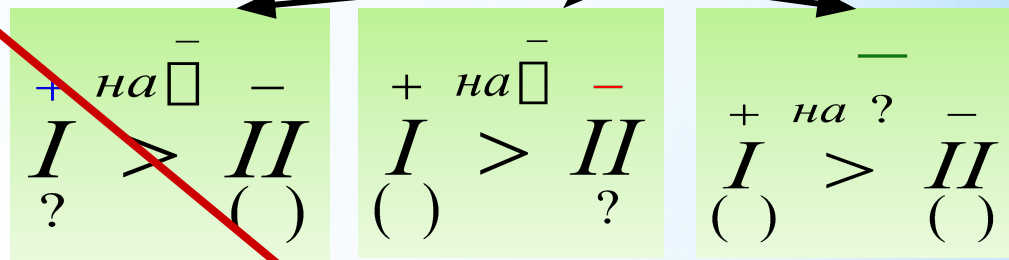 −
+ на □ −
I > II
? ( )
−
+ на □ −
I > II
( ) ?
—
+ на ? −
I > II
( ) ( )